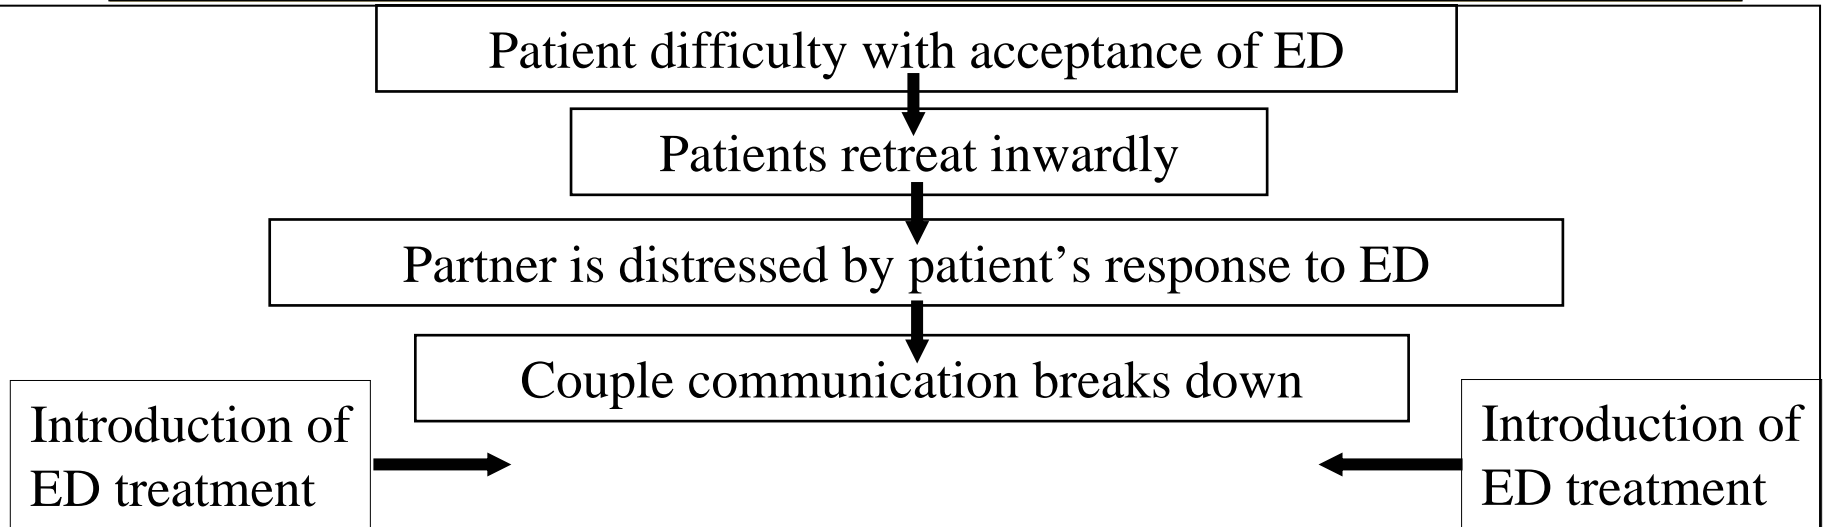 Patient difficulty with acceptance of ED
Patients retreat inwardly
Partner is distressed by patient’s response to ED
Couple communication breaks down
Introduction of
ED treatment
Introduction of
ED treatment